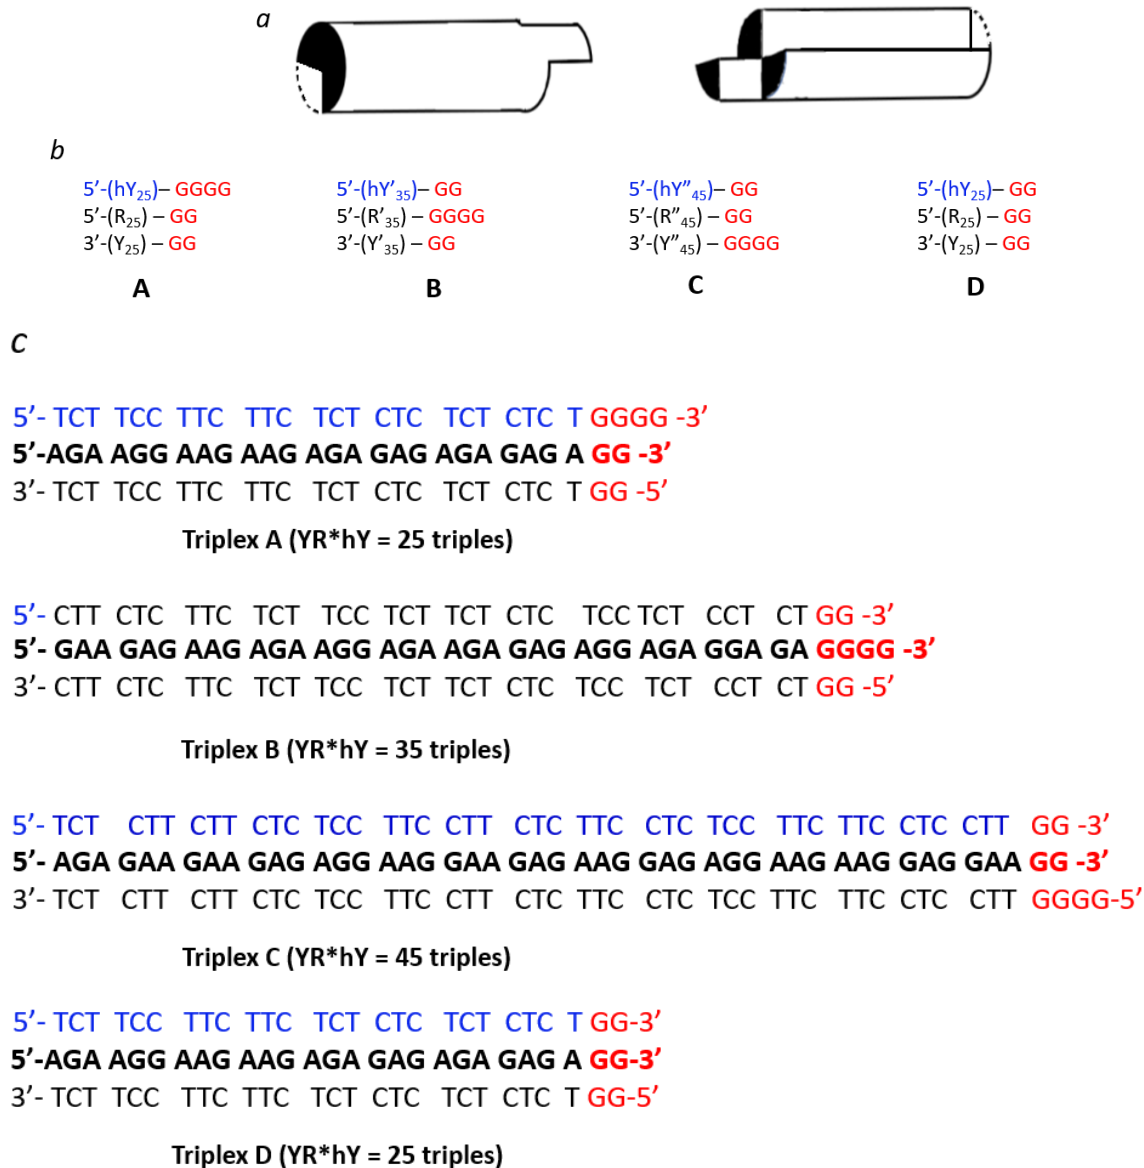 a
b
5’-(hY25)– GGGG 5’-(hY’35)– GG 5’-(hY”45)– GG 5’-(hY25)– GG
5’-(R25) – GG 5’-(R’35) – GGGG 5’-(R”45) – GG 5’-(R25) – GG
3’-(Y25) – GG 3’-(Y’35) – GG 3’-(Y”45) – GGGG 3’-(Y25) – GG
A B C D
c
5’- TCT TCC TTC TTC TCT CTC TCT CTC T GGGG -3’
5’-AGA AGG AAG AAG AGA GAG AGA GAG A GG -3’
3’- TCT TCC TTC TTC TCT CTC TCT CTC T GG -5’
Triplex A (YR*hY = 25 triples)
5’- CTT CTC TTC TCT TCC TCT TCT CTC TCC TCT CCT CT GG -3’
5’- GAA GAG AAG AGA AGG AGA AGA GAG AGG AGA GGA GA GGGG -3’
3’- CTT CTC TTC TCT TCC TCT TCT CTC TCC TCT CCT CT GG -5’
Triplex B (YR*hY = 35 triples)
5’- TCT CTT CTT CTC TCC TTC CTT CTC TTC CTC TCC TTC TTC CTC CTT GG -3’
5’- AGA GAA GAA GAG AGG AAG GAA GAG AAG GAG AGG AAG AAG GAG GAA GG -3’
3’- TCT CTT CTT CTC TCC TTC CTT CTC TTC CTC TCC TTC TTC CTC CTT GGGG-5’
Triplex C (YR*hY = 45 triples)
5’- TCT TCC TTC TTC TCT CTC TCT CTC T GG-3’
5’-AGA AGG AAG AAG AGA GAG AGA GAG A GG-3’
3’- TCT TCC TTC TTC TCT CTC TCT CTC T GG-5’
Triplex D (YR*hY = 25 triples)